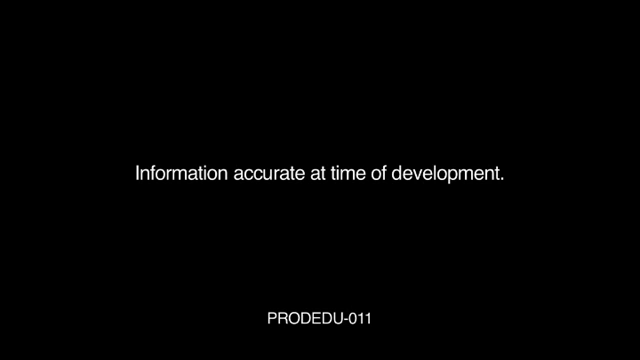 Information accurate at time of development.
PRODEDU-011